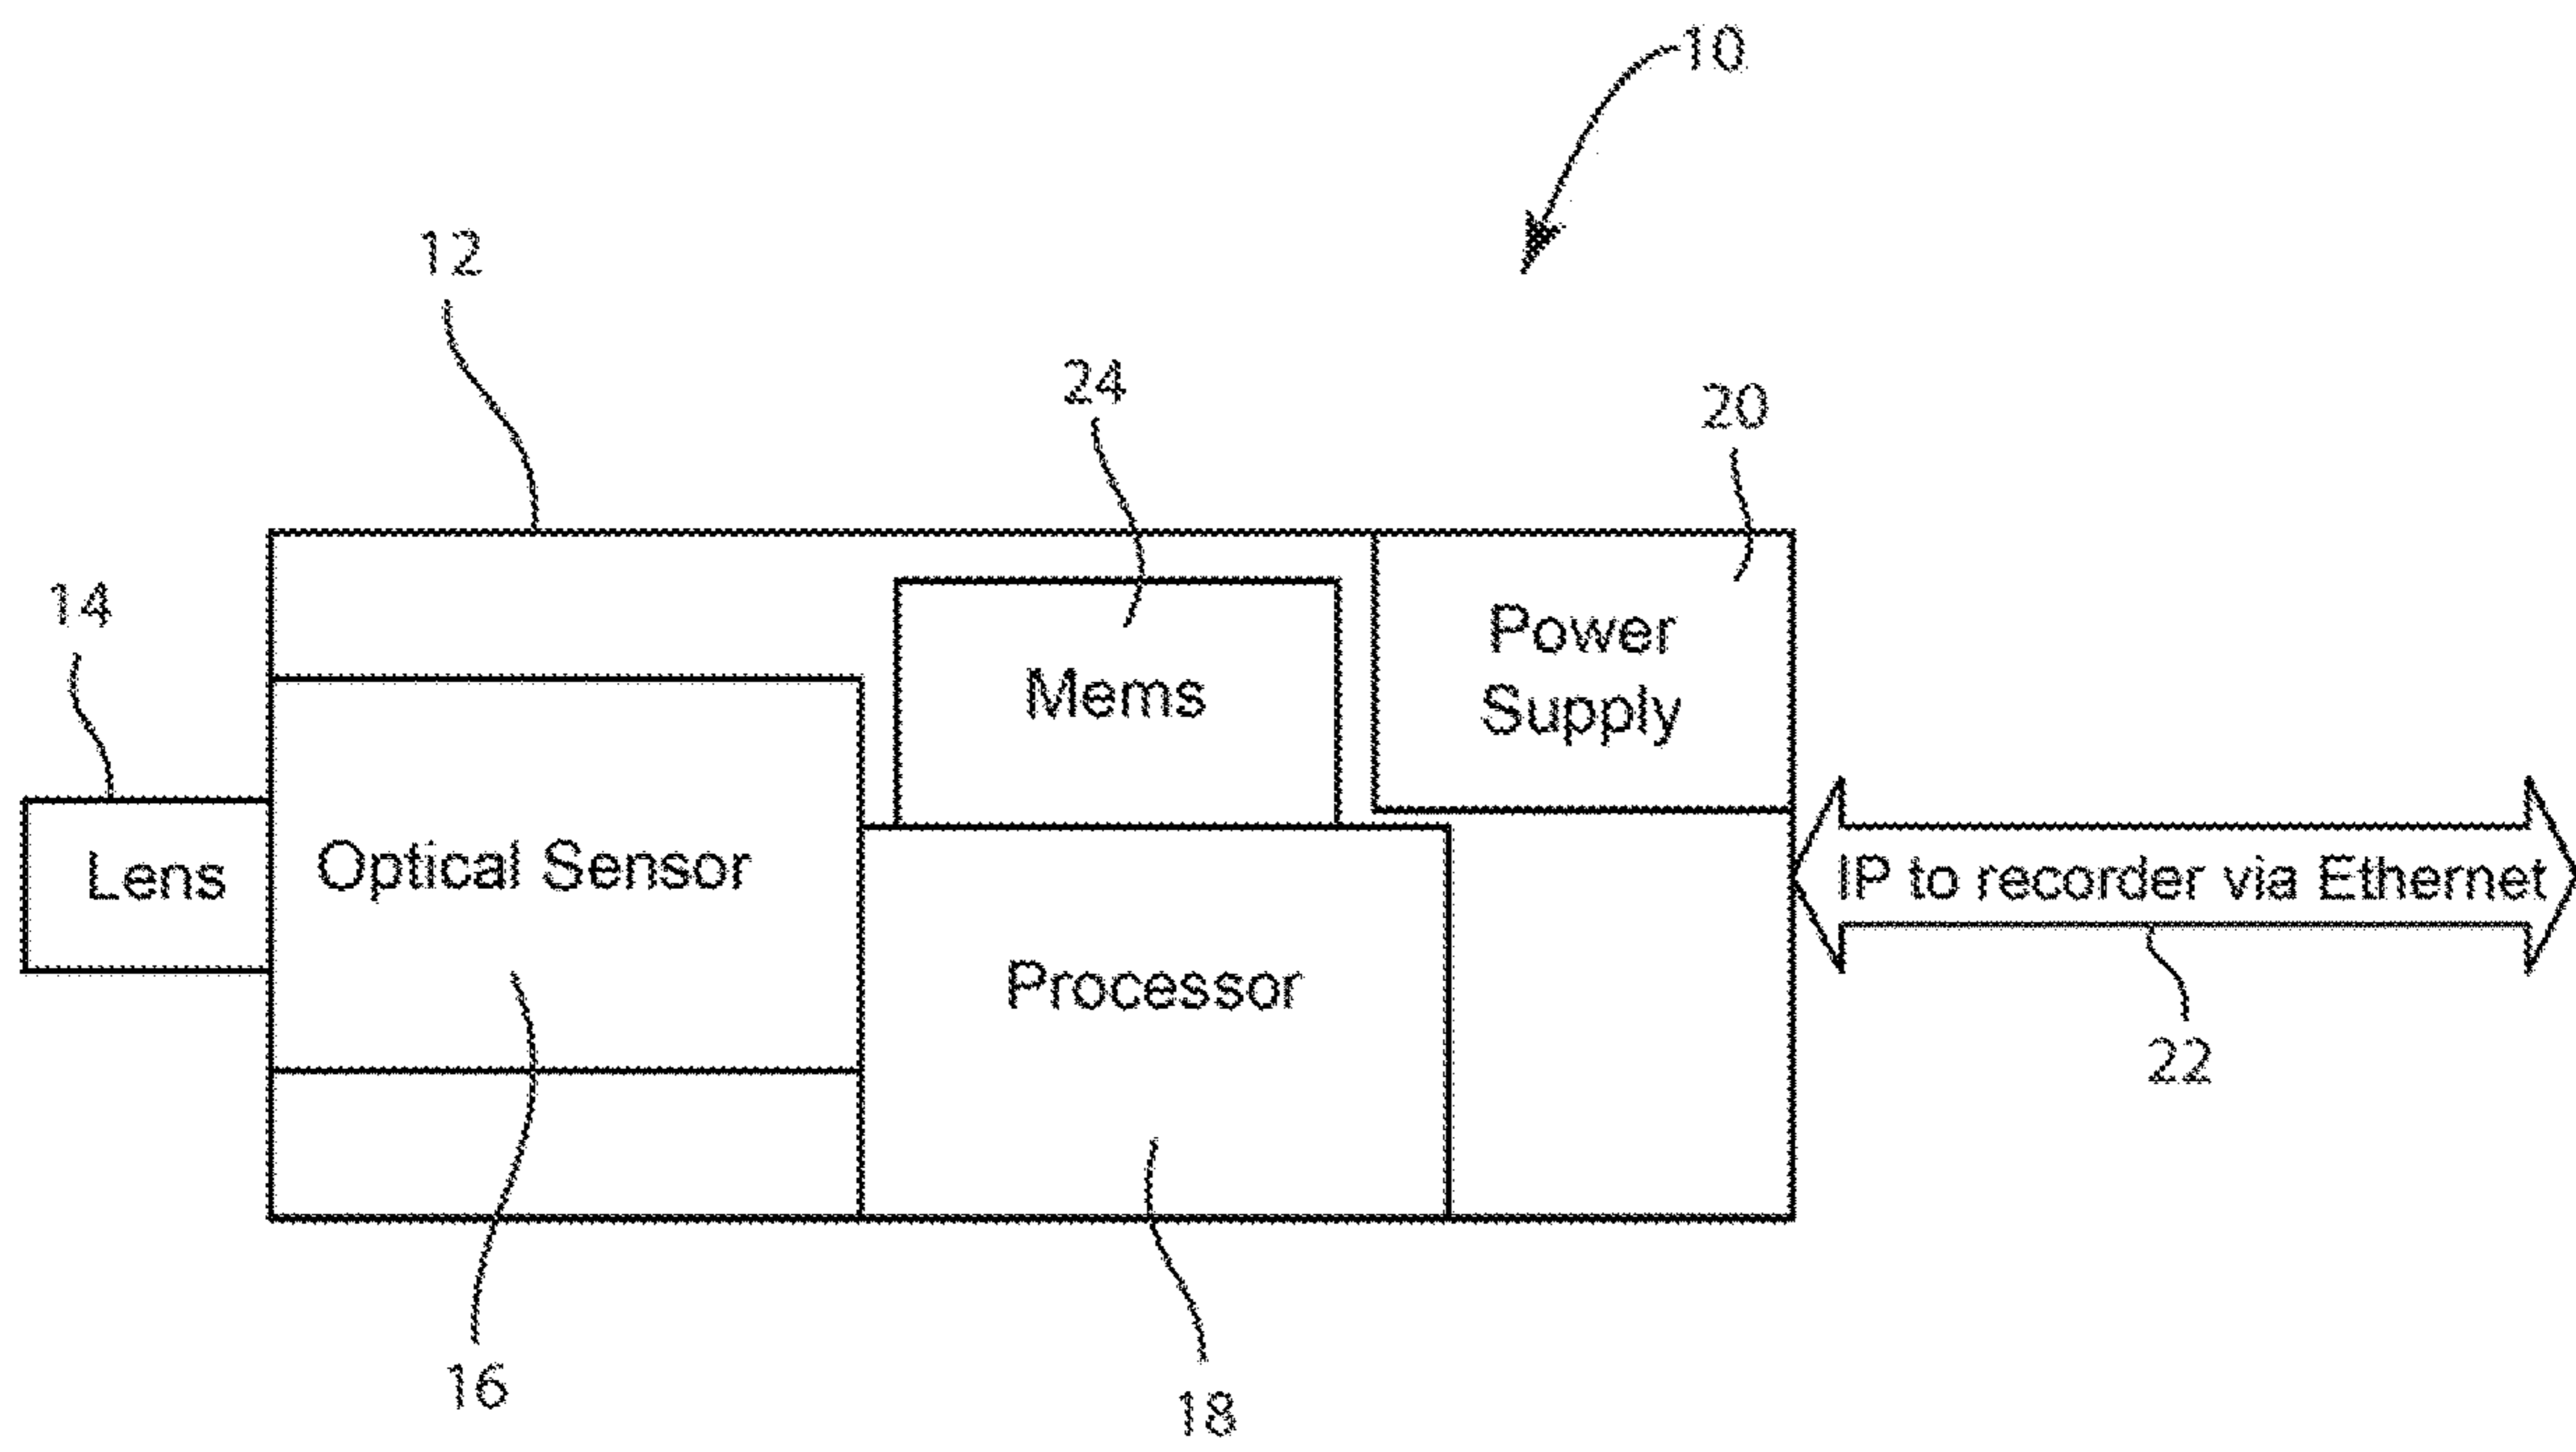 10
12
24
20
14
Power
Supply
Mems
Lens
Optical Sensor
IP to recorder via Ethernet
Processor
22
16
18